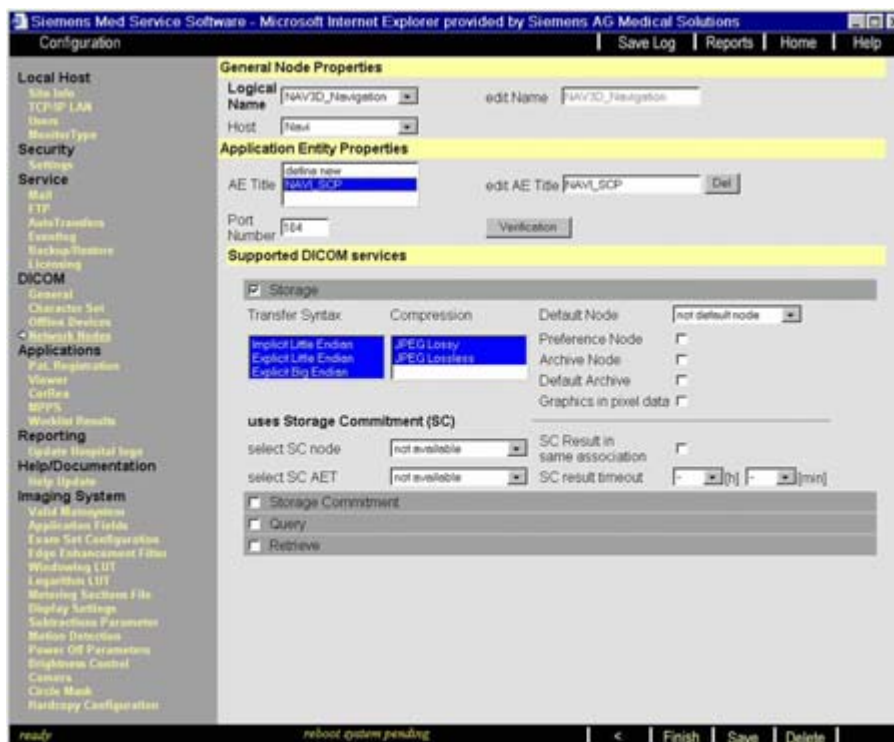 Siemens Med Service Software - Microsoft Internet Explorer provided by Siemens AG Medical Solutions
Configuration
Save Log | Reports | Home | Help
Local Host
Site Info
TCP/IP LAN
Users
MonitorType
Security
Settings
Service
Mail
FTP
AutoTransfers
Eventlog
Backup/Restore
Licensing
DICOM
General
Character Set
Offline Devices
Network Nodes
Applications
Pat. Registration
Viewer
CorRea
MPPS
Worklist Results
Reporting
Update Hospital logo
Help/Documentation
Help Update
Imaging System
Application Fields
Exam Set Configuration
Edge Enhancement Filter
Windowing LUT
Logarithm LUT
Metering Sections File
Display Settings
Subtractions Parameter
Motion Detection
Power Off Parameters
Brightness Control
Camera
Circle Mask
Hardcopy Configuration
General Node Properties
Logical Name NAV3D_Navigation
edit Name NAV3D_Navigation
Host Navi
Application Entity Properties
AE Title define new
NAVI_SCP
edit AE Title NAVI_SCP Del
Port Number 104
Verification
Supported DICOM services
Storage
Transfer Syntax Compression Default Node not default node
Implicit Little Endian JPEG Lossy Preference Node
Explicit Little Endian JPEG Lossless Archive Node
Explicit Big Endian Default Archive
Graphics in pixel data
uses Storage Commitment (SC)
select SC node not available SC Result in same association
select SC AET not available SC result timeout - [h] - [min]
Storage Commitment
Query
Retrieve
ready reboot system pending < | Finish | Save | Delete |